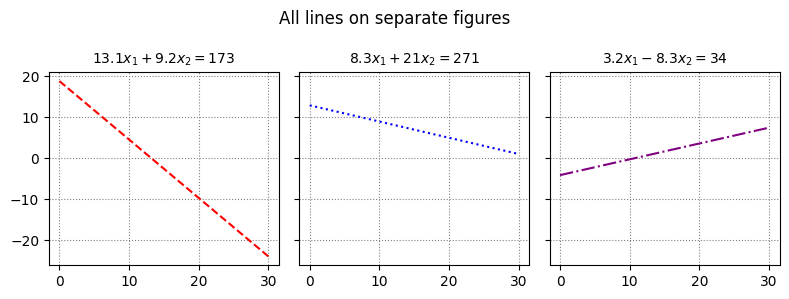 All lines on separate figures
13.1x₁ + 9.2x₂ = 173
8.3x₁ + 21x₂ = 271
3.2x₁ − 8.3x₂ = 34
20
10
0
−10
−20
0 10 20 30
0 10 20 30
0 10 20 30